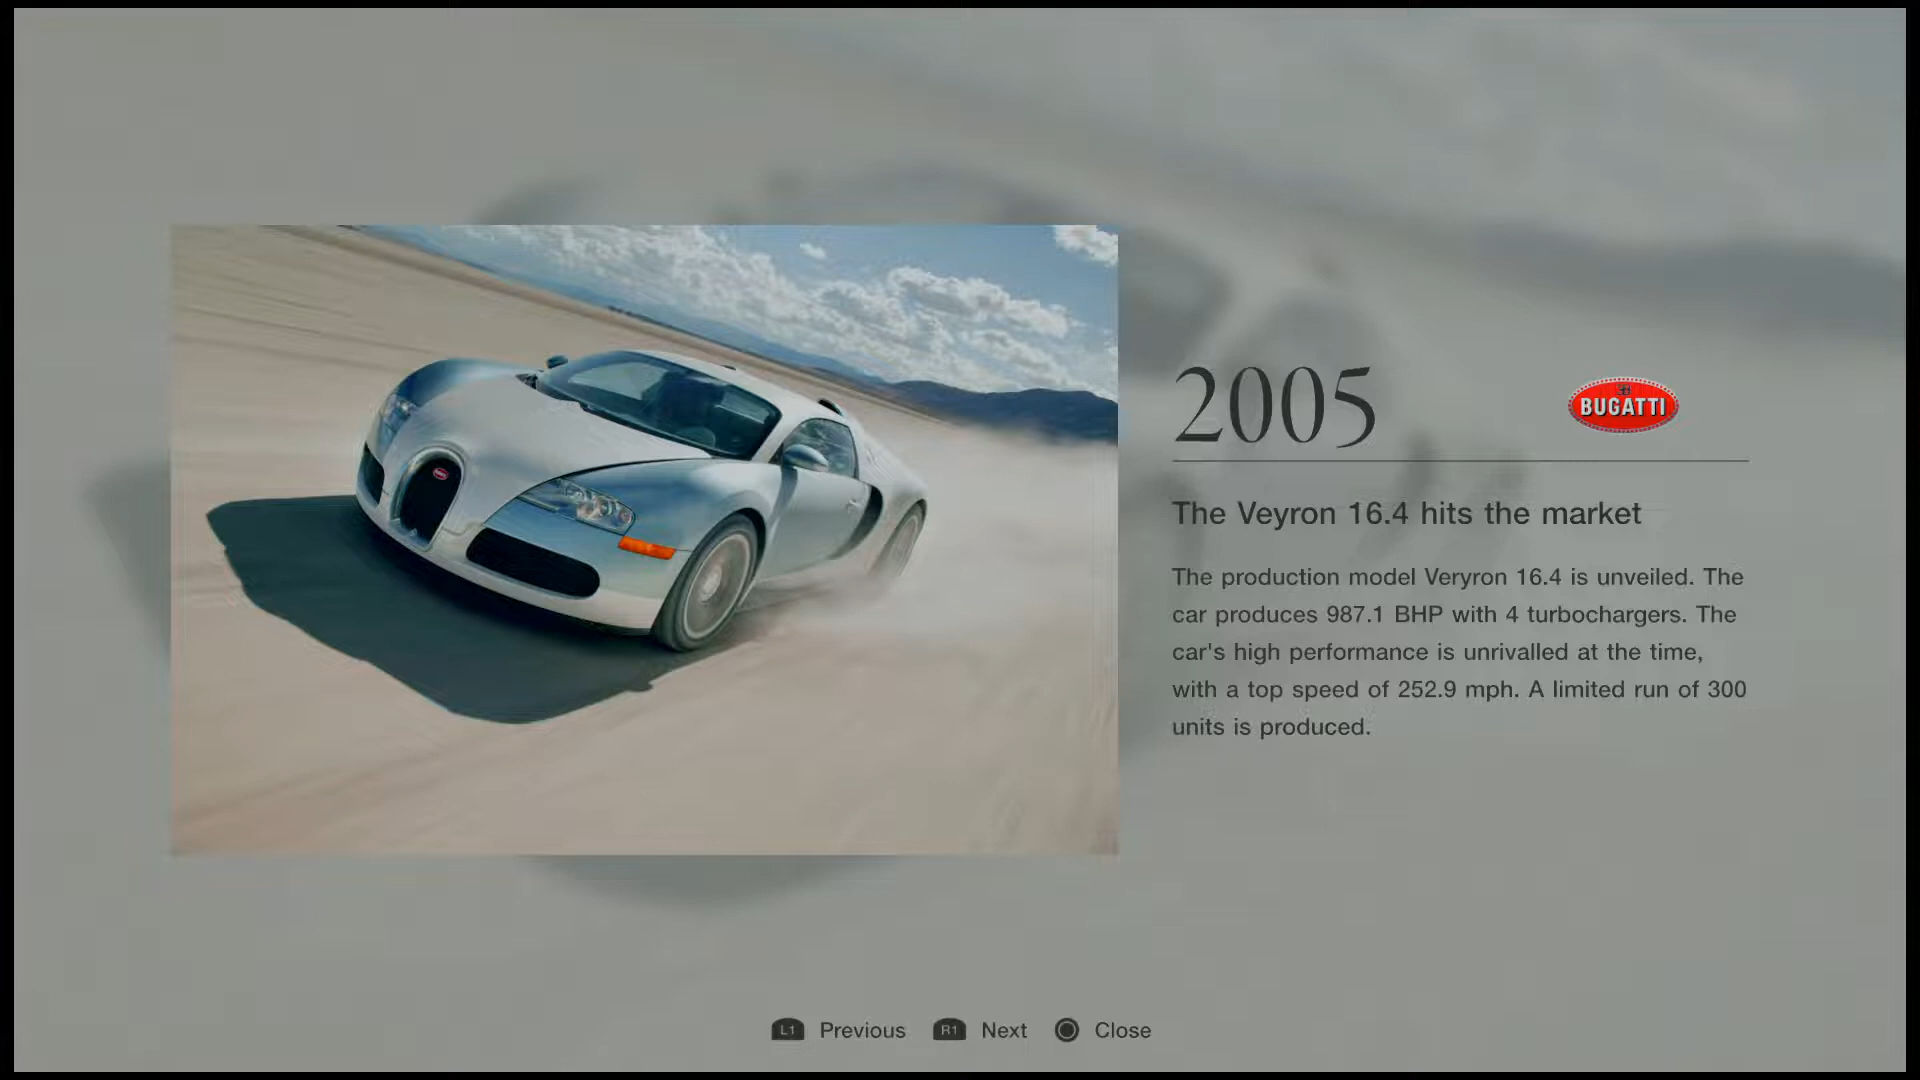 2005
BUGATTI
The Veyron 16.4 hits the market
The production model Veryron 16.4 is unveiled. The
car produces 987.1 BHP with 4 turbochargers. The
car's high performance is unrivalled at the time,
with a top speed of 252.9 mph. A limited run of 300
units is produced.
L1 Previous R1 Next Close